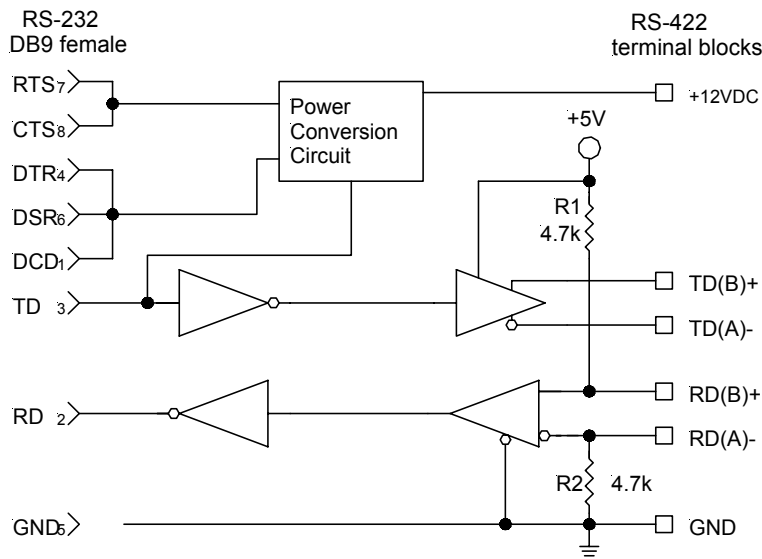 RS-232
DB9 female
RS-422
terminal blocks
RTS7
CTS8
DTR4
DSR6
DCD1
TD 3
RD 2
GND5
Power
Conversion
Circuit
+12VDC
+5V
R1
4.7k
TD(B)+
TD(A)-
RD(B)+
RD(A)-
R2 4.7k
GND